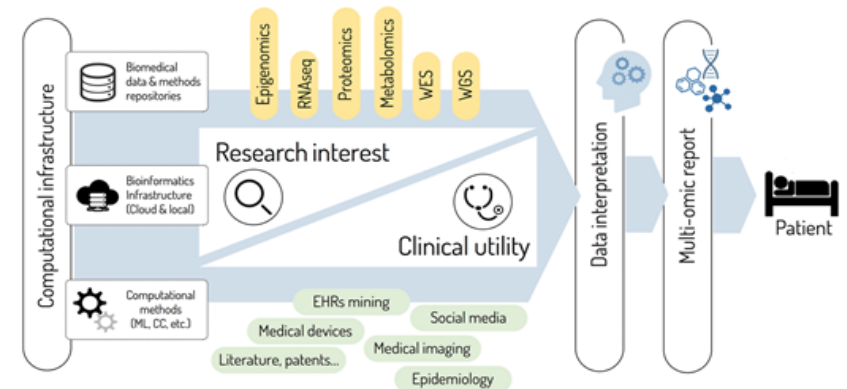 Computational infrastructure
Biomedical
data & methods
repositories
Bioinformatics
Infrastructure
(Cloud & local)
Computational
methods
(ML, CC, etc.)
Epigenomics
RNAseq
Proteomics
Metabolomics
WES
WGS
Research interest
Clinical utility
EHRs mining
Social media
Medical devices
Medical imaging
Literature, patents...
Epidemiology
Data interpretation
Multi-omic report
Patient